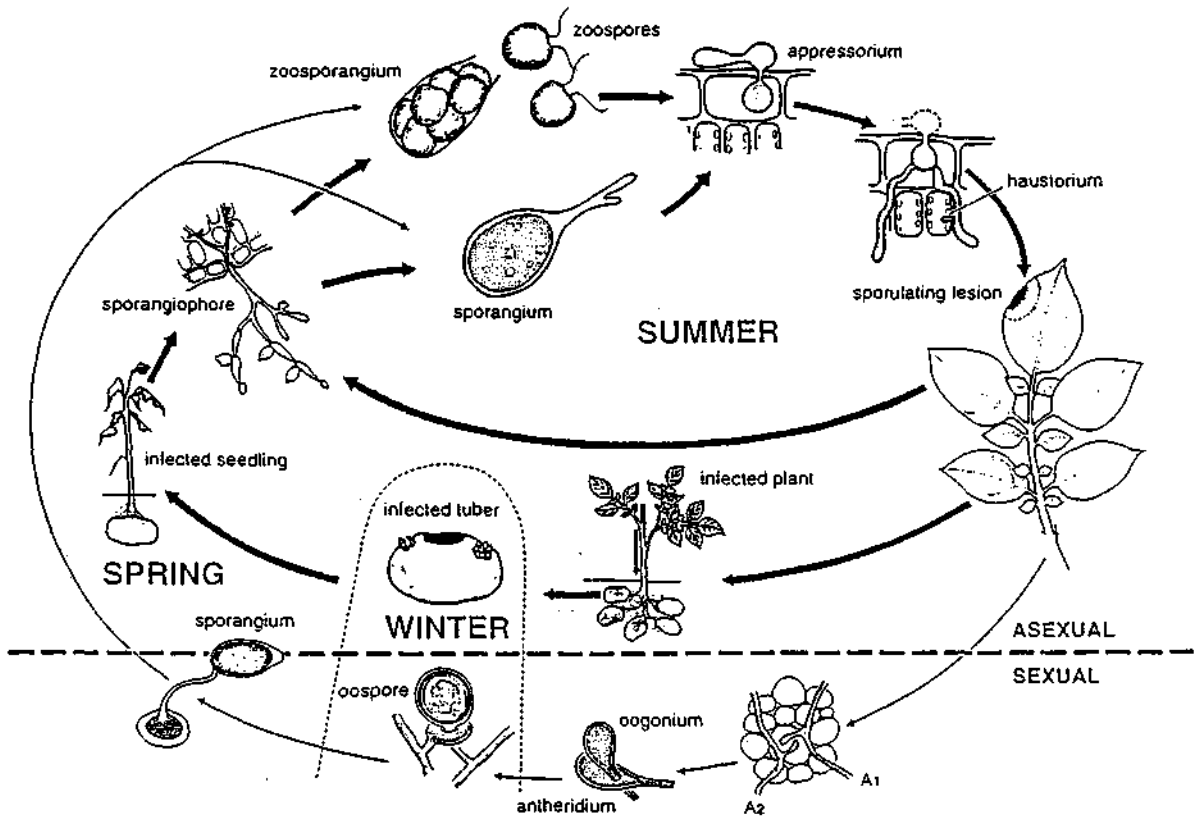 zoospores
zoosporangium
appressorium
haustorium
sporangiophore
sporangium
sporulating lesion
SUMMER
infected seedling
infected plant
infected tuber
SPRING
WINTER
sporangium
ASEXUAL
SEXUAL
oospore
oogonium
antheridium
A1
A2